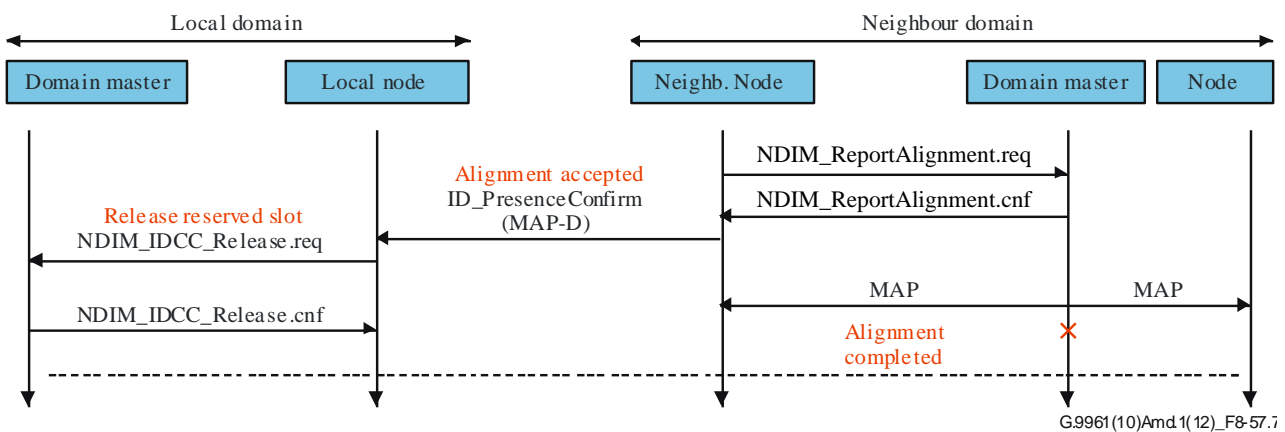 Local domain
Neighbour domain
Domain master
Local node
Neighb. Node
Domain master
Node
NDIM_ReportAlignment.req
Alignment accepted
ID_PresenceConfirm
(MAP-D)
NDIM_ReportAlignment.cnf
Release reserved slot
NDIM_IDCC_Release.req
MAP
MAP
NDIM_IDCC_Release.cnf
Alignment
completed
G.9961(10)Amd.1(12)_F8-57.7